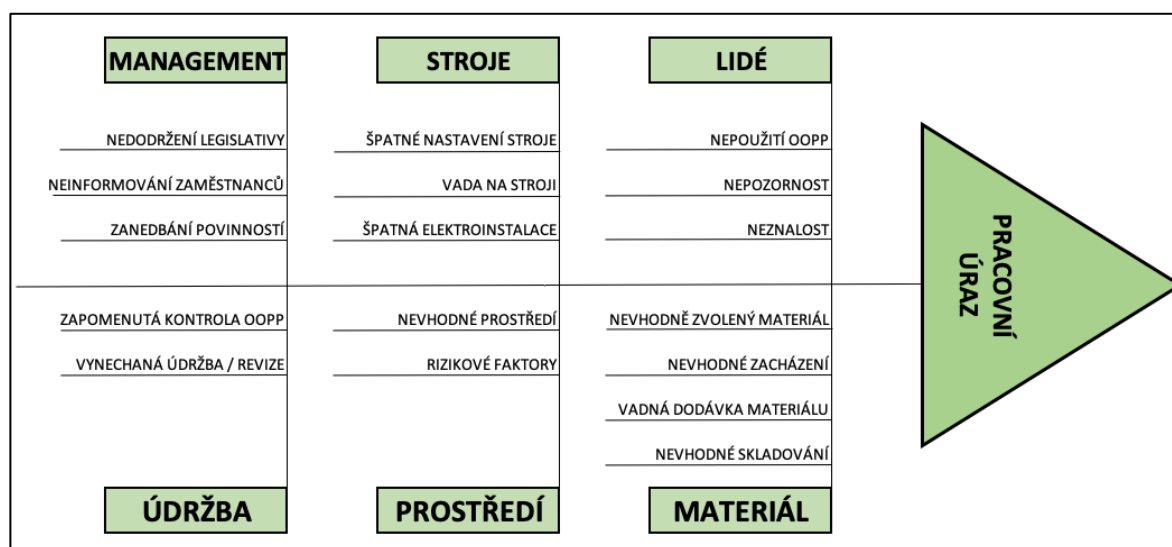 MANAGEMENT
STROJE
LIDÉ
NEDODRŽENÍ LEGISLATIVY
ŠPATNÉ NASTAVENÍ STROJE
NEPOUŽITÍ OOPP
NEINFORMOVÁNÍ ZAMĚSTNANCŮ
VADA NA STROJI
NEPOZORNOST
ZANEDBÁNÍ POVINNOSTÍ
ŠPATNÁ ELEKTROINSTALACE
NEZNALOST
PRACOVNÍ
ÚRAZ
ZAPOMENUTÁ KONTROLA OOPP
NEVHODNÉ PROSTŘEDÍ
NEVHODNĚ ZVOLENÝ MATERIÁL
VYNECHANÁ ÚDRŽBA / REVIZE
RIZIKOVÉ FAKTORY
NEVHODNÉ ZACHÁZENÍ
VADNÁ DODÁVKA MATERIÁLU
NEVHODNÉ SKLADOVÁNÍ
ÚDRŽBA
PROSTŘEDÍ
MATERIÁL